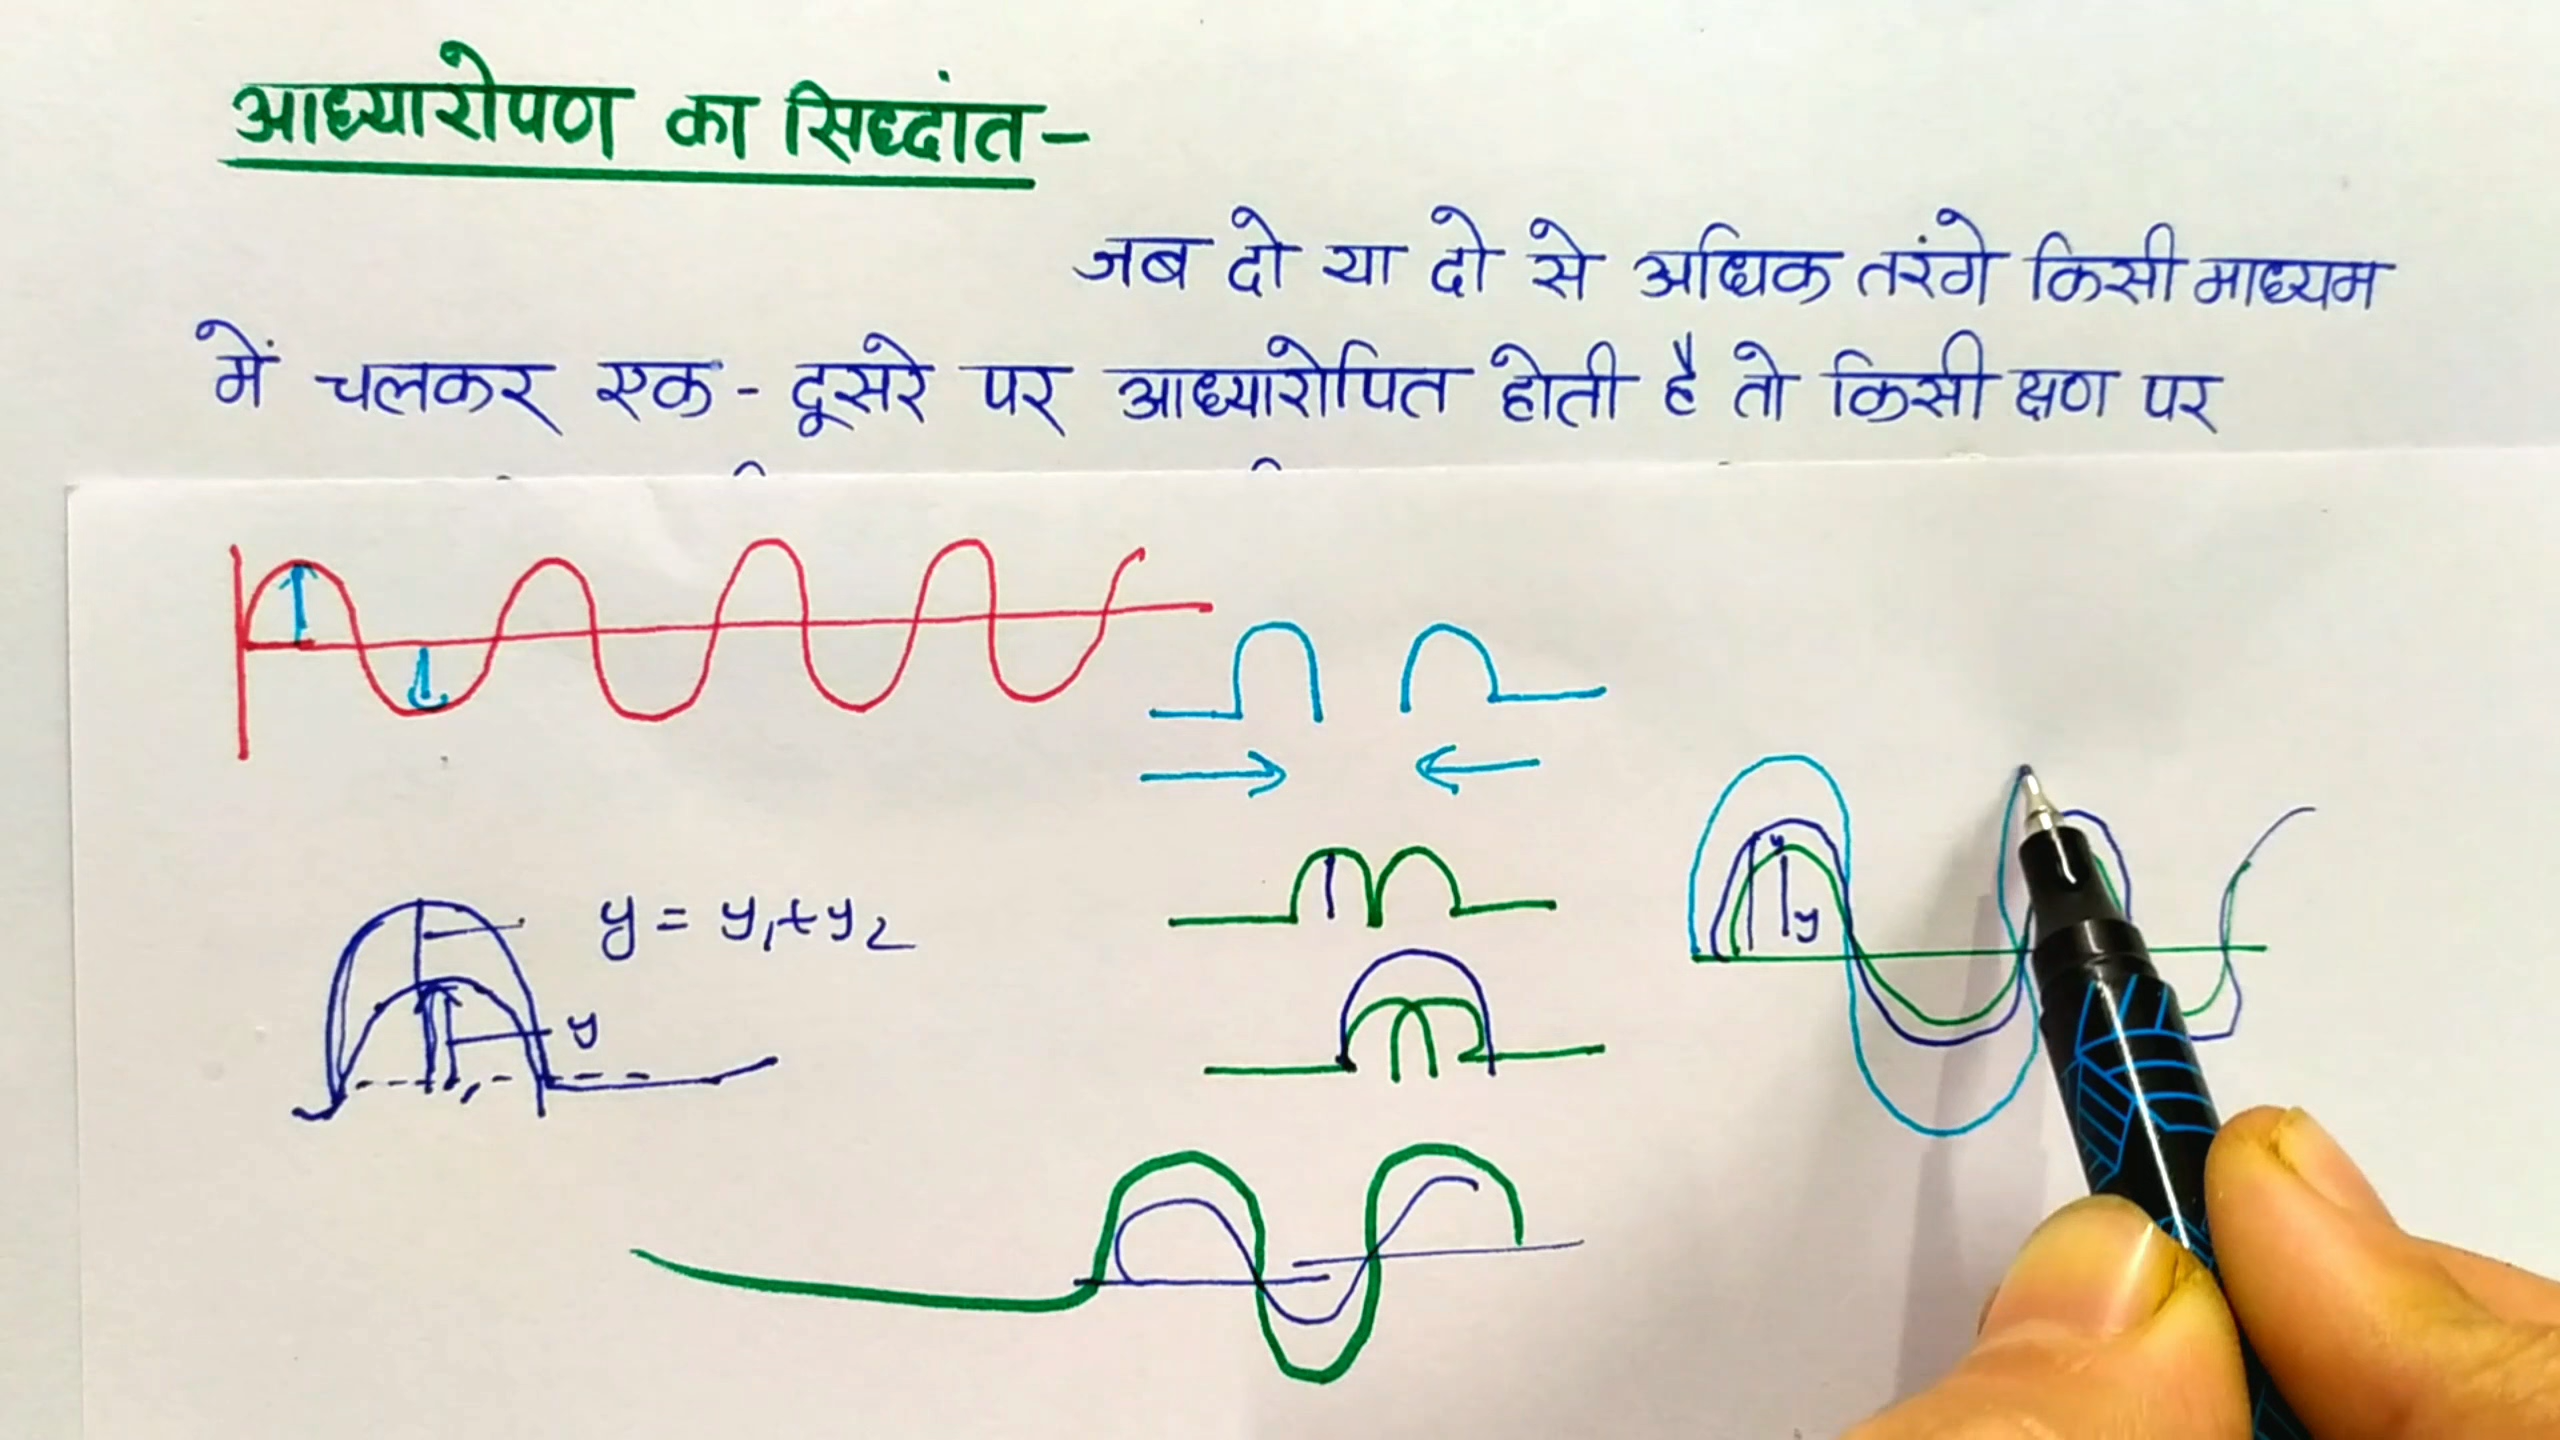 आध्यारोपण का सिध्दांत -
जब दो या दो से अधिक तरंगे किसी माध्यम
में चलकर एक - दूसरे पर आध्यारोपित होती है तो किसी क्षण पर
y = y₁+y₂
y
y
y